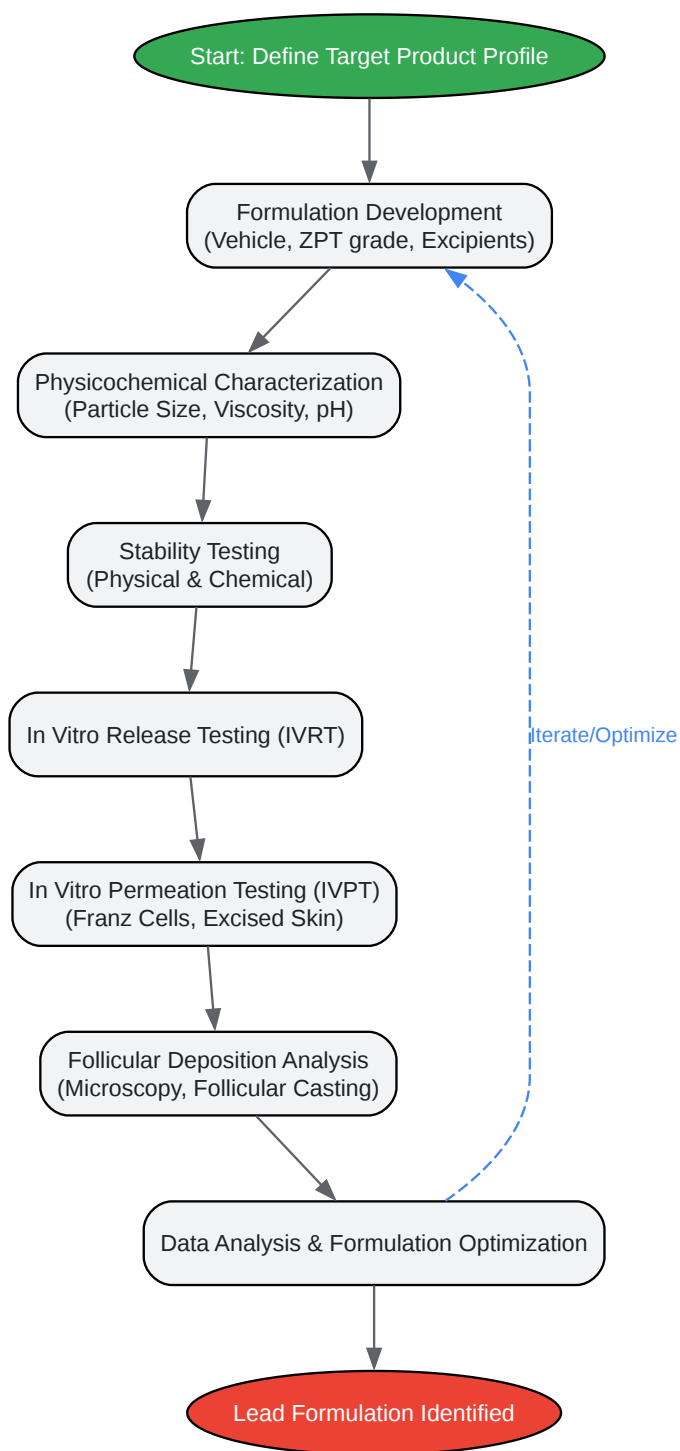 Start: Define Target Product Profile
Formulation Development
(Vehicle, ZPT grade, Excipients)
Physicochemical Characterization
(Particle Size, Viscosity, pH)
Stability Testing
(Physical & Chemical)
In Vitro Release Testing (IVRT)
Iterate/Optimize
In Vitro Permeation Testing (IVPT)
(Franz Cells, Excised Skin)
Follicular Deposition Analysis
(Microscopy, Follicular Casting)
Data Analysis & Formulation Optimization
Lead Formulation Identified